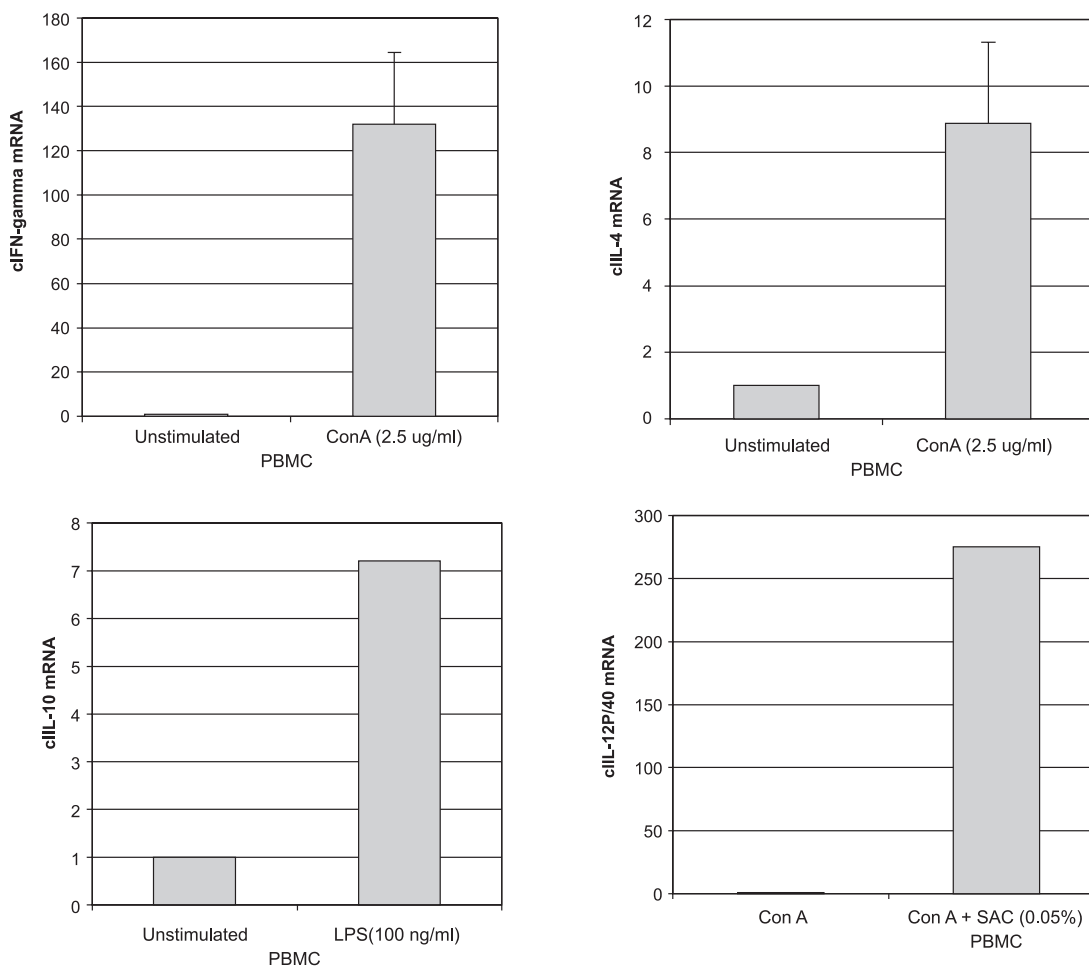 cIFN-gamma mRNA
180
160
140
120
100
80
60
40
20
0
Unstimulated
ConA (2.5 ug/ml)
PBMC
cIIL-4 mRNA
12
10
8
6
4
2
0
Unstimulated
ConA (2.5 ug/ml)
PBMC
cIIL-10 mRNA
8
7
6
5
4
3
2
1
0
Unstimulated
LPS(100 ng/ml)
PBMC
cIIL-12P/40 mRNA
300
250
200
150
100
50
0
Con A
Con A + SAC (0.05%)
PBMC